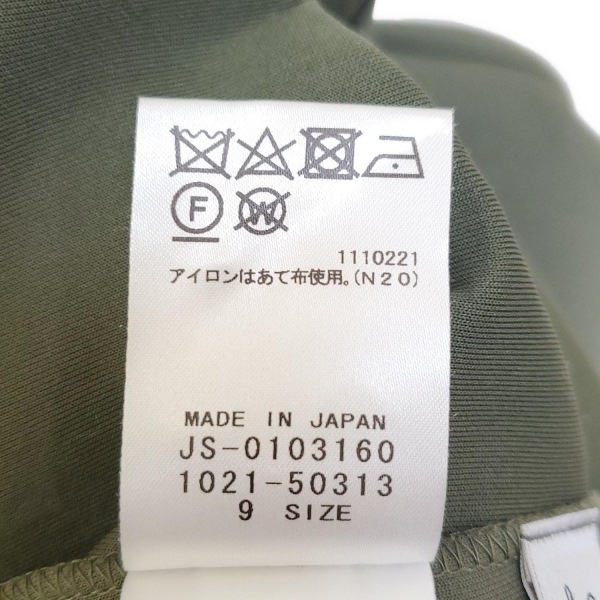 F W
1110221
アイロンはあて布使用。(N20)
MADE IN JAPAN
JS-0103160
1021-50313
9 SIZE